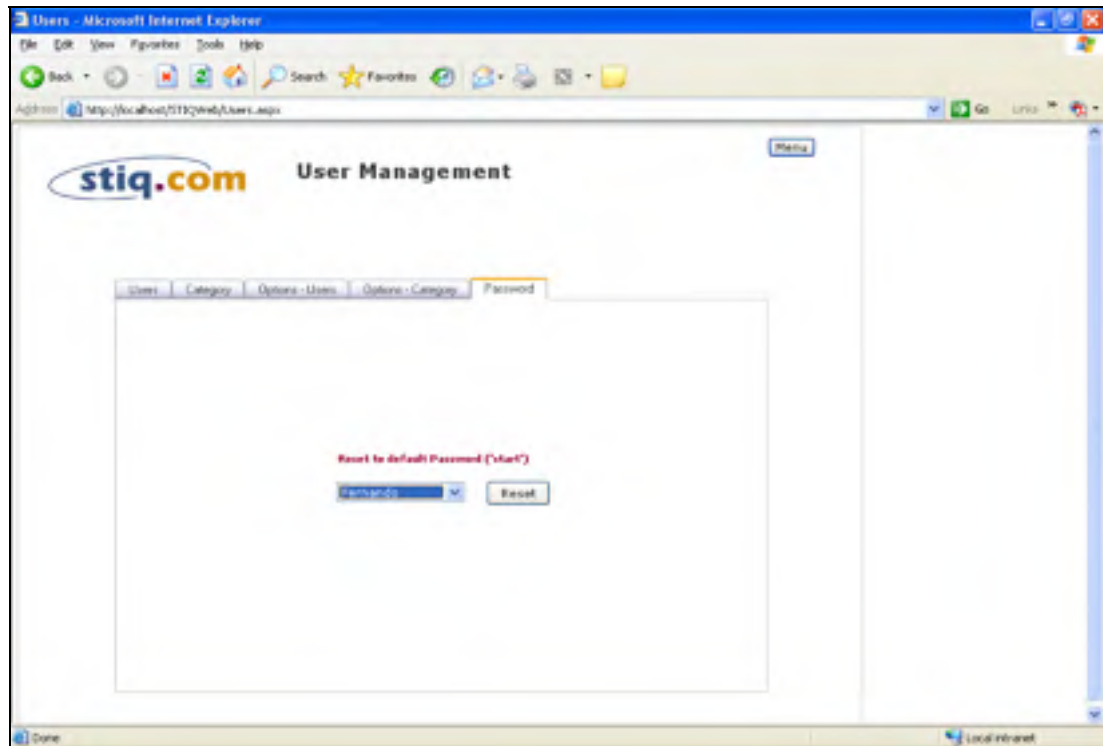 Users - Microsoft Internet Explorer
File Edit View Favorites Tools Help
Back Search Favorites
Address http://localhost/STIQWeb/Users.aspx Go Links
Menu
stiq.com User Management
Users Category Options - Users Options - Category Password
Reset to default Password ("start")
Fernando Reset
Done Local intranet